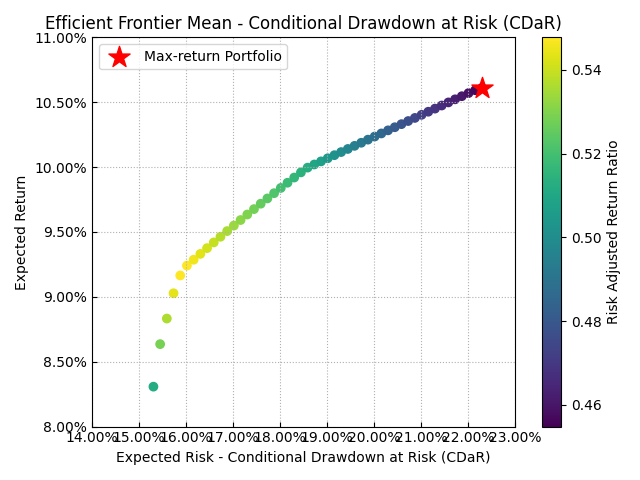 Efficient Frontier Mean - Conditional Drawdown at Risk (CDaR)
Max-return Portfolio
11.00%
10.50%
10.00%
9.50%
9.00%
8.50%
8.00%
Expected Return
14.00% 15.00% 16.00% 17.00% 18.00% 19.00% 20.00% 21.00% 22.00% 23.00%
Expected Risk - Conditional Drawdown at Risk (CDaR)
0.54
0.52
0.50
0.48
0.46
Risk Adjusted Return Ratio